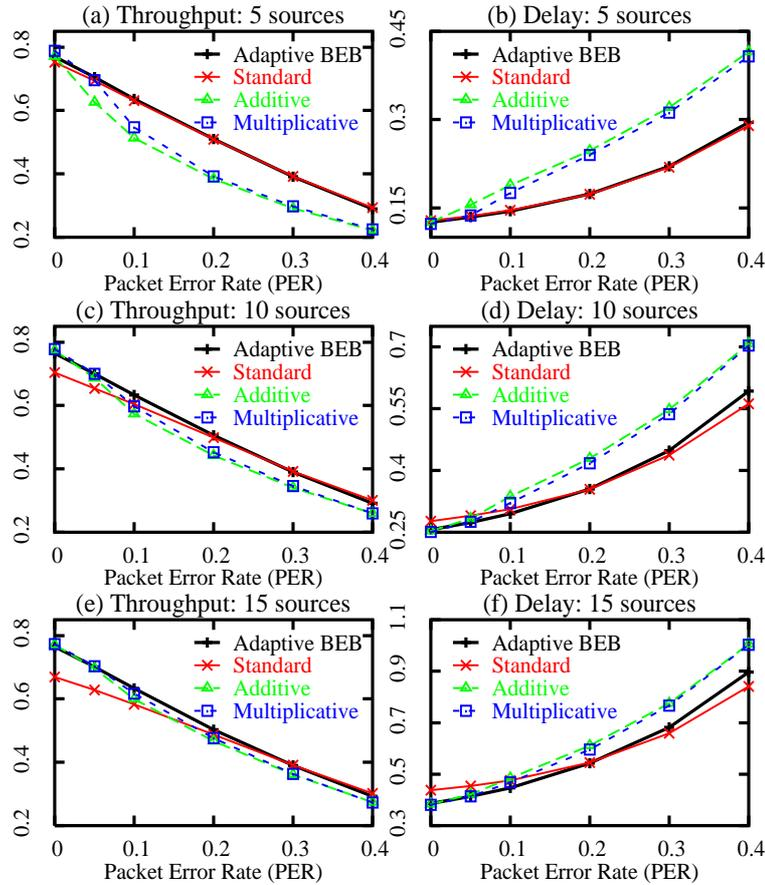 (a) Throughput: 5 sources
0.8
0.6
0.4
0.2
Adaptive BEB
Standard
Additive
Multiplicative
0 0.1 0.2 0.3 0.4
Packet Error Rate (PER)
(b) Delay: 5 sources
0.45
0.3
0.15
Adaptive BEB
Standard
Additive
Multiplicative
0 0.1 0.2 0.3 0.4
Packet Error Rate (PER)
(c) Throughput: 10 sources
0.8
0.6
0.4
0.2
Adaptive BEB
Standard
Additive
Multiplicative
0 0.1 0.2 0.3 0.4
Packet Error Rate (PER)
(d) Delay: 10 sources
0.7
0.55
0.4
0.25
Adaptive BEB
Standard
Additive
Multiplicative
0 0.1 0.2 0.3 0.4
Packet Error Rate (PER)
(e) Throughput: 15 sources
0.8
0.6
0.4
0.2
Adaptive BEB
Standard
Additive
Multiplicative
0 0.1 0.2 0.3 0.4
Packet Error Rate (PER)
(f) Delay: 15 sources
1.1
0.9
0.7
0.5
0.3
Adaptive BEB
Standard
Additive
Multiplicative
0 0.1 0.2 0.3 0.4
Packet Error Rate (PER)